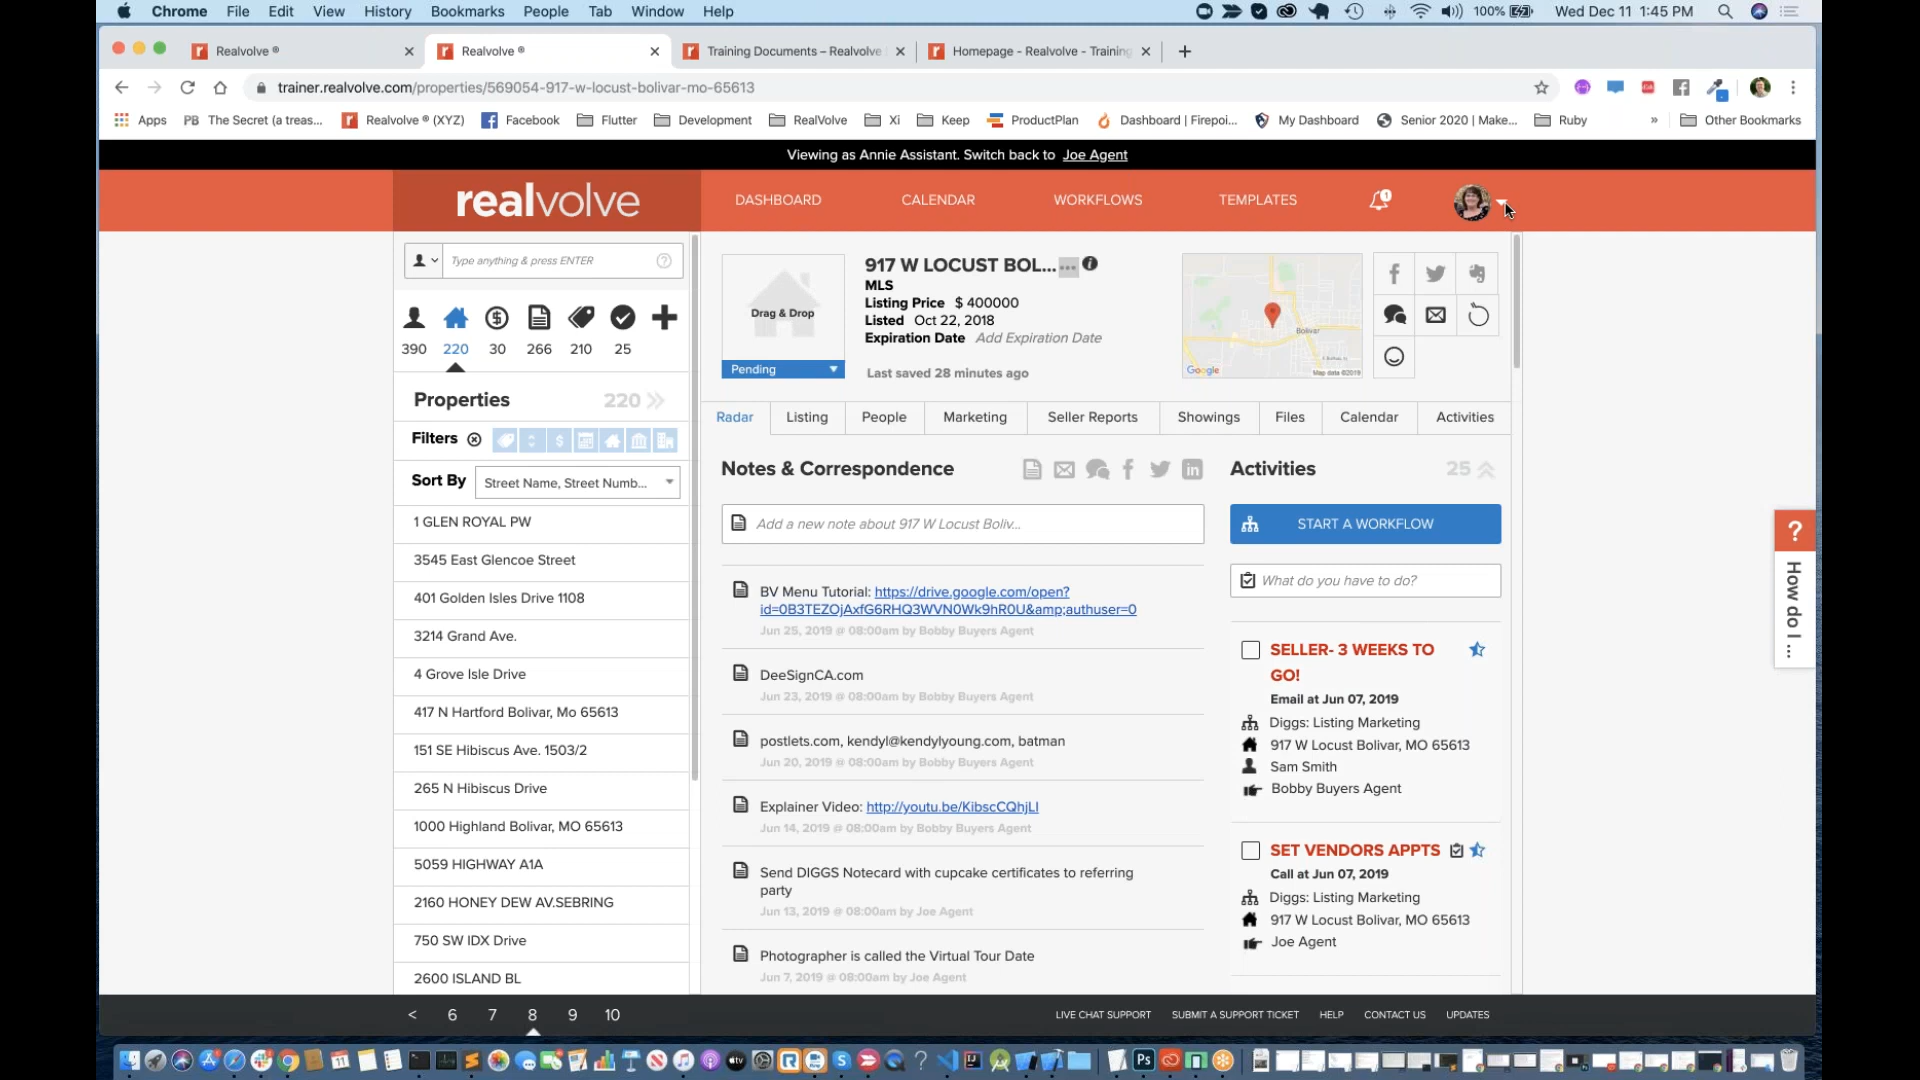 Chrome File Edit View History Bookmarks People Tab Window Help 100% Wed Dec 11 1:45 PM
Realvolve ® Realvolve ® Training Documents – Realvolve Homepage - Realvolve - Training
trainer.realvolve.com/properties/569054-917-w-locust-bolivar-mo-65613
Apps PB The Secret (a treas... Realvolve ® (XYZ) Facebook Flutter Development RealVolve Xi Keep ProductPlan Dashboard | Firepoi... My Dashboard Senior 2020 | Make... Ruby » Other Bookmarks
Viewing as Annie Assistant. Switch back to Joe Agent
realvolve DASHBOARD CALENDAR WORKFLOWS TEMPLATES 1
Type anything & press ENTER
390 220 30 266 210 25
Properties 220
Filters
Sort By Street Name, Street Numb...
1 GLEN ROYAL PW
3545 East Glencoe Street
401 Golden Isles Drive 1108
3214 Grand Ave.
4 Grove Isle Drive
417 N Hartford Bolivar, Mo 65613
151 SE Hibiscus Ave. 1503/2
265 N Hibiscus Drive
1000 Highland Bolivar, MO 65613
5059 HIGHWAY A1A
2160 HONEY DEW AV.SEBRING
750 SW IDX Drive
2600 ISLAND BL
Drag & Drop
Pending
917 W LOCUST BOL...
MLS
Listing Price $ 400000
Listed Oct 22, 2018
Expiration Date Add Expiration Date
Last saved 28 minutes ago
Bolivar
Google Map data ©2019
Radar Listing People Marketing Seller Reports Showings Files Calendar Activities
Notes & Correspondence
Add a new note about 917 W Locust Boliv...
BV Menu Tutorial: https://drive.google.com/open?
id=0B3TEZOjAxfG6RHQ3WVN0Wk9hR0U&amp;authuser=0
Jun 25, 2019 @ 08:00am by Bobby Buyers Agent
DeeSignCA.com
Jun 23, 2019 @ 08:00am by Bobby Buyers Agent
postlets.com, kendyl@kendylyoung.com, batman
Jun 20, 2019 @ 08:00am by Bobby Buyers Agent
Explainer Video: http://youtu.be/KibscCQhjLI
Jun 14, 2019 @ 08:00am by Bobby Buyers Agent
Send DIGGS Notecard with cupcake certificates to referring
party
Jun 13, 2019 @ 08:00am by Joe Agent
Photographer is called the Virtual Tour Date
Jun 7, 2019 @ 08:00am by Joe Agent
Activities 25
START A WORKFLOW
What do you have to do?
SELLER- 3 WEEKS TO
GO!
Email at Jun 07, 2019
Diggs: Listing Marketing
917 W Locust Bolivar, MO 65613
Sam Smith
Bobby Buyers Agent
SET VENDORS APPTS
Call at Jun 07, 2019
Diggs: Listing Marketing
917 W Locust Bolivar, MO 65613
Joe Agent
? How do I ...
< 6 7 8 9 10
LIVE CHAT SUPPORT SUBMIT A SUPPORT TICKET HELP CONTACT US UPDATES